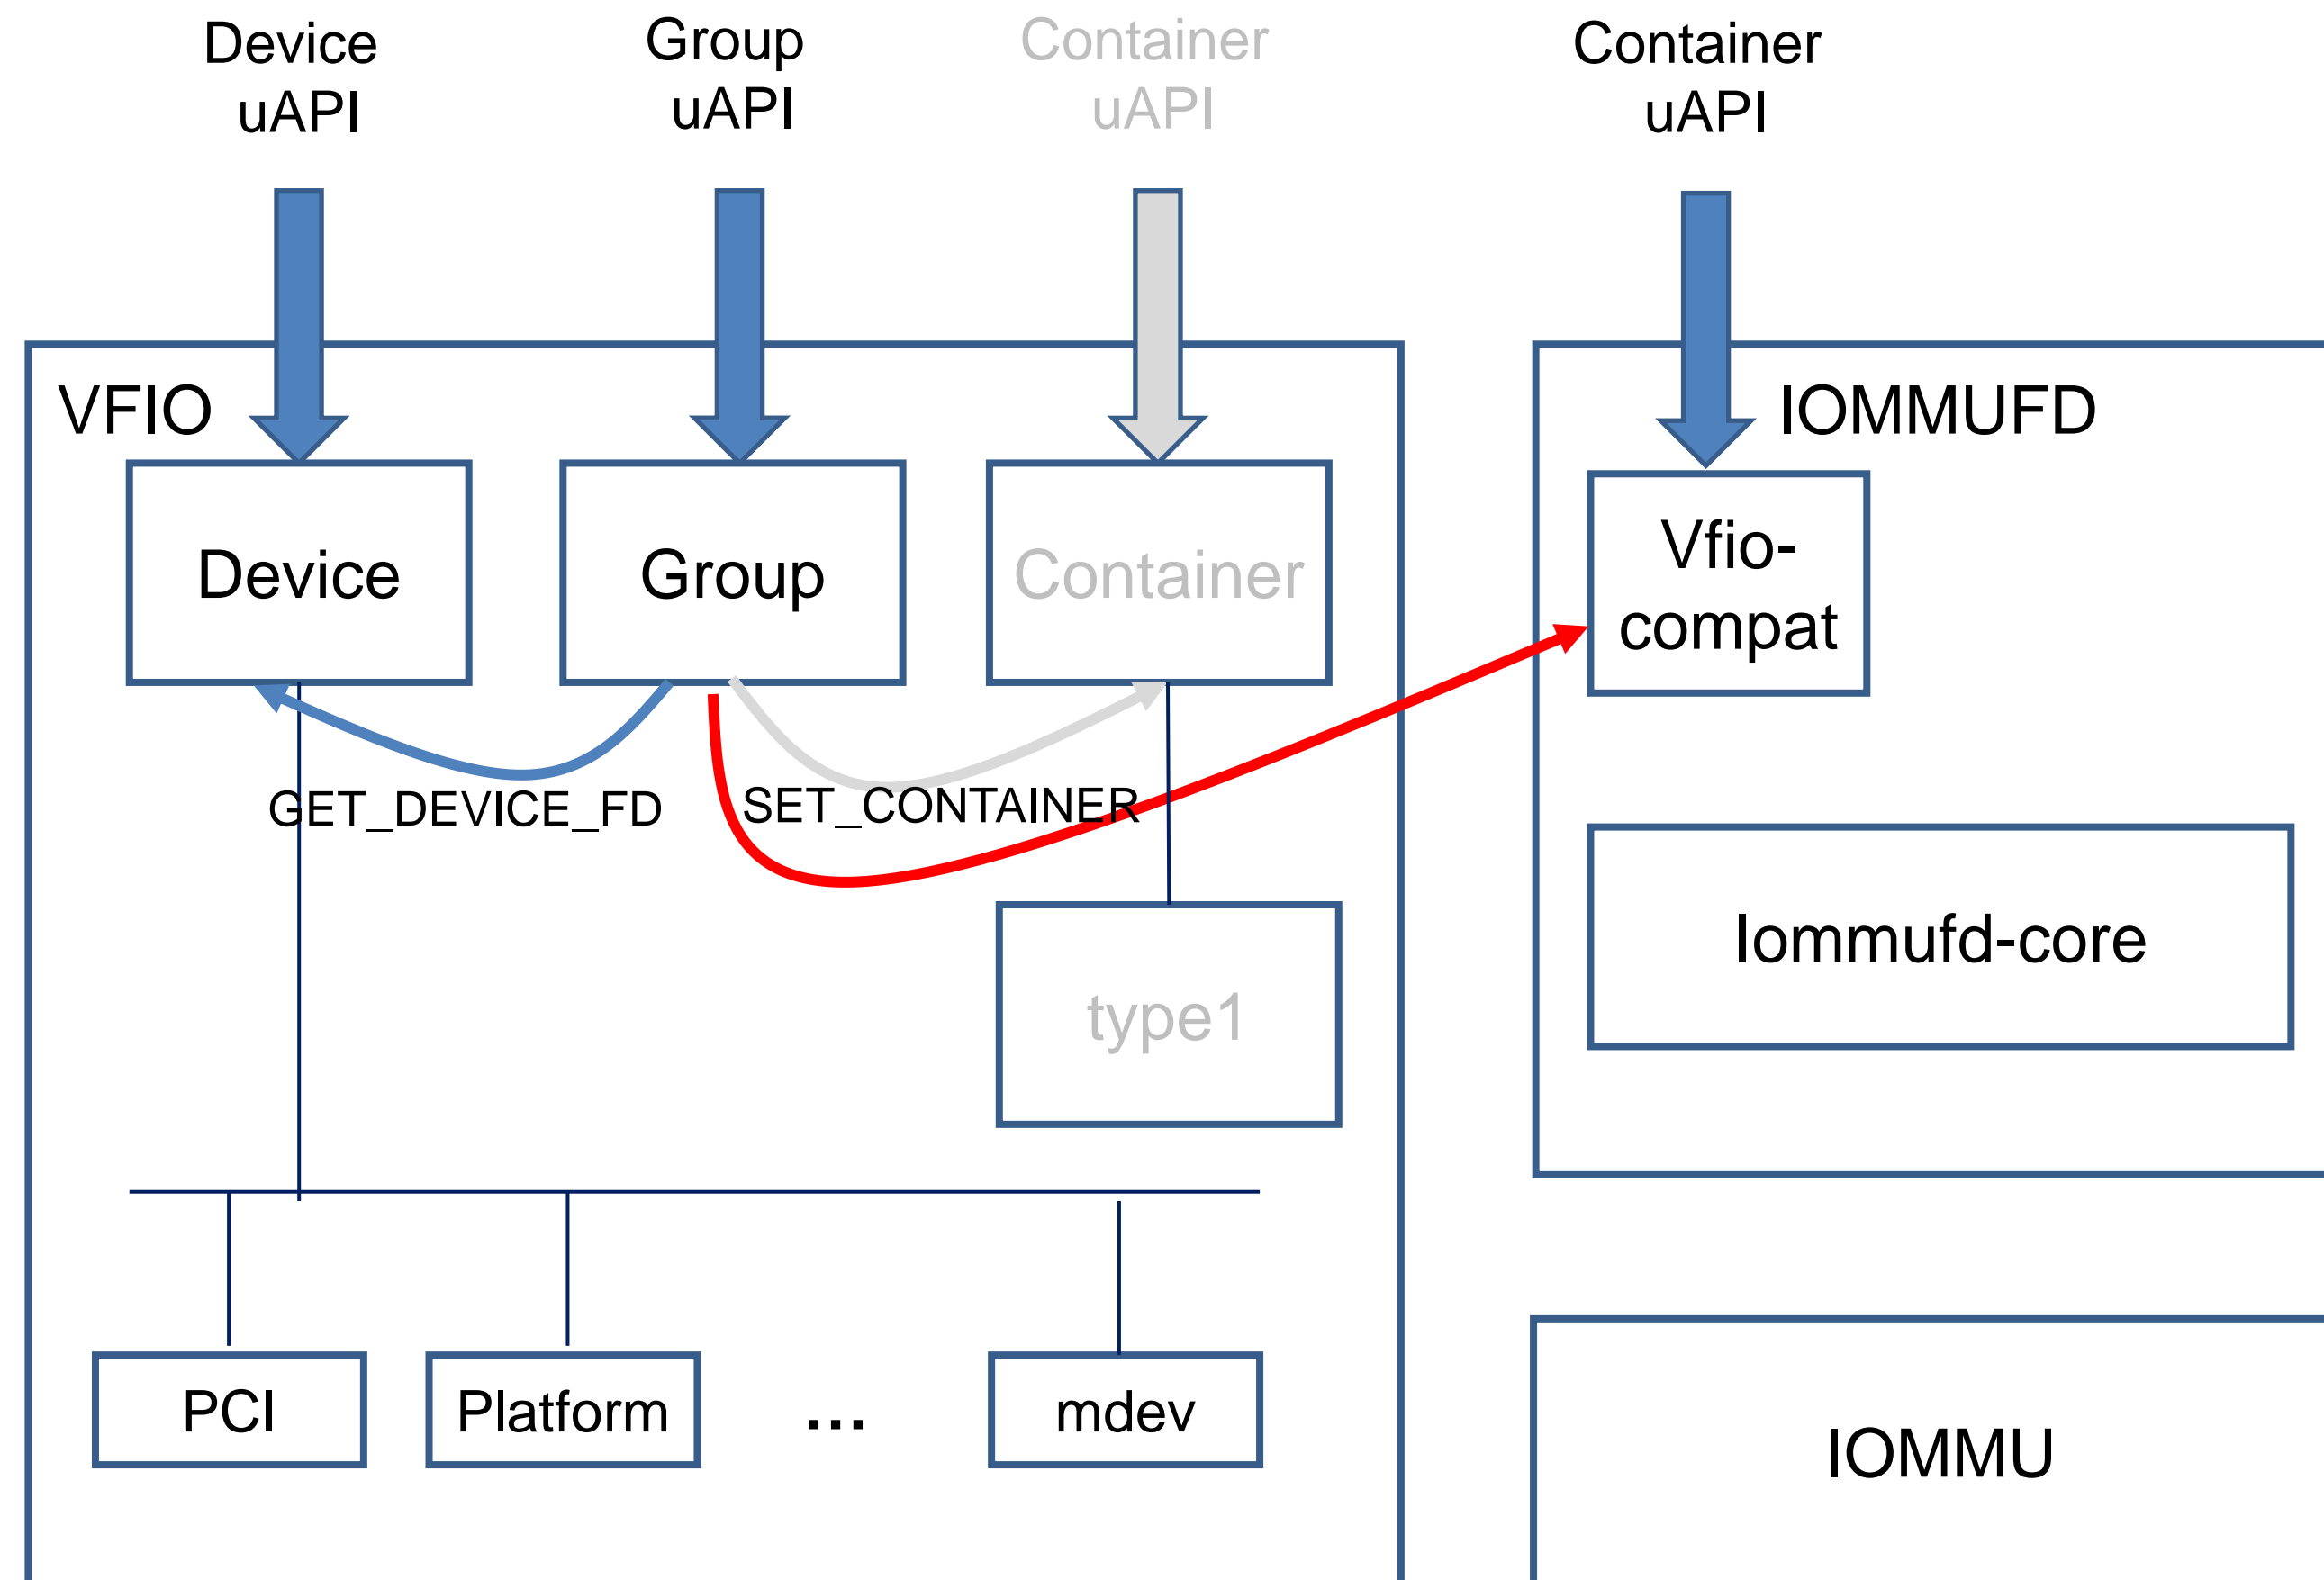 Device
uAPI
Group
uAPI
Container
uAPI
Container
uAPI
VFIO
IOMMUFD
Device
Group
Container
Vfio-
compat
GET_DEVICE_FD
SET_CONTAINER
Iommufd-core
type1
PCI
Platform
...
mdev
IOMMU